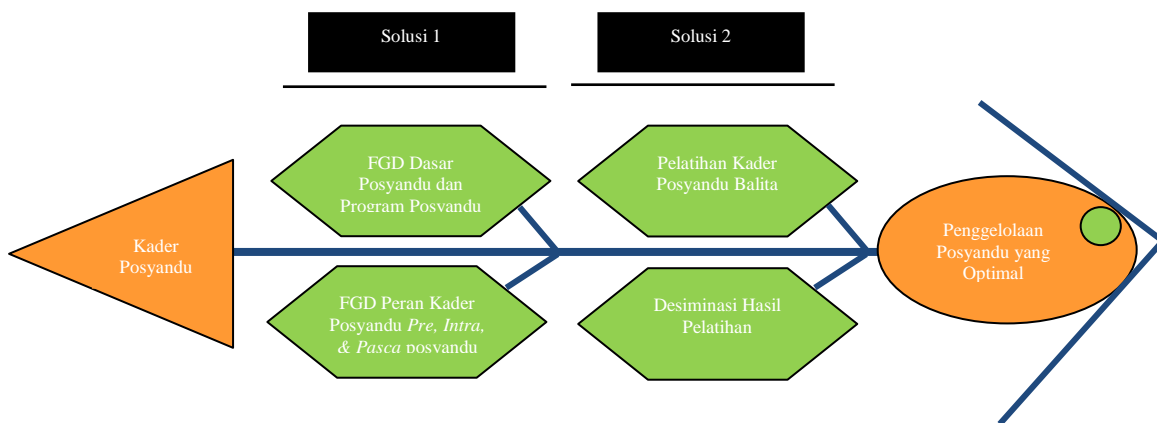 Solusi 1
Solusi 2
FGD Dasar
Posyandu dan
Program Posyandu
Pelatihan Kader
Posyandu Balita
Kader
Posyandu
Penggelolaan
Posyandu yang
Optimal
FGD Peran Kader
Posyandu Pre, Intra,
& Pasca posyandu
Desiminasi Hasil
Pelatihan